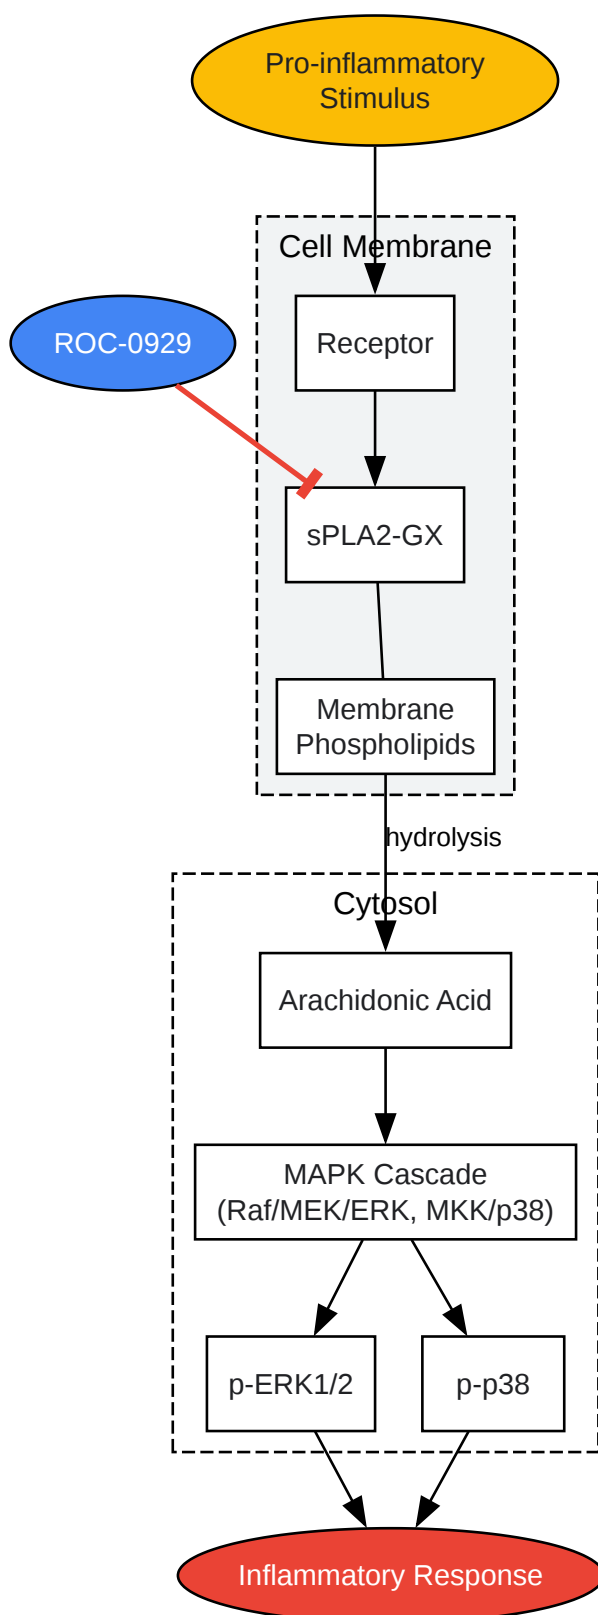 Pro-inflammatory
Stimulus
Cell Membrane
ROC-0929
Receptor
sPLA2-GX
Membrane
Phospholipids
hydrolysis
Cytosol
Arachidonic Acid
MAPK Cascade
(Raf/MEK/ERK, MKK/p38)
p-ERK1/2
p-p38
Inflammatory Response